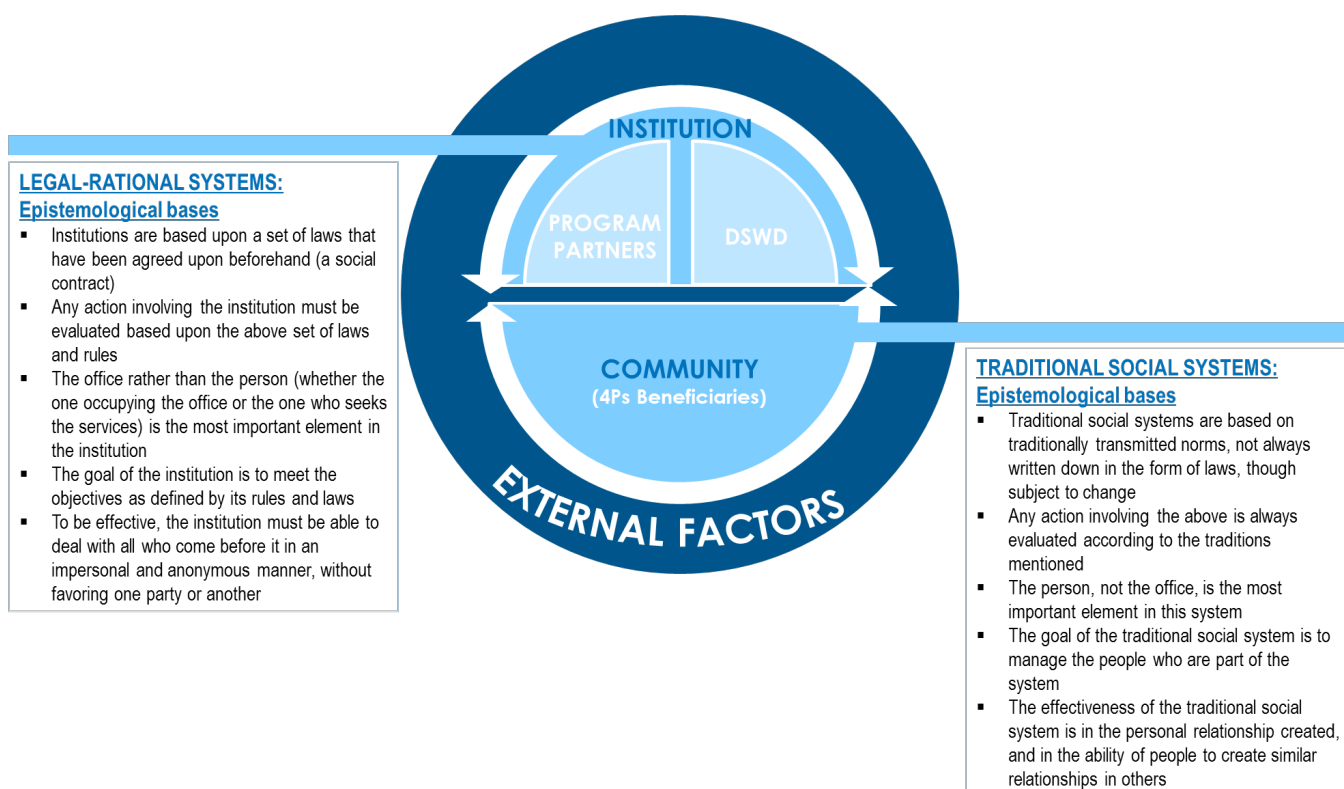 INSTITUTION
PROGRAM
PARTNERS
DSWD
COMMUNITY
(4Ps Beneficiaries)
EXTERNAL FACTORS
LEGAL-RATIONAL SYSTEMS:
Epistemological bases
▪ Institutions are based upon a set of laws that
have been agreed upon beforehand (a social
contract)
▪ Any action involving the institution must be
evaluated based upon the above set of laws
and rules
▪ The office rather than the person (whether the
one occupying the office or the one who seeks
the services) is the most important element in
the institution
▪ The goal of the institution is to meet the
objectives as defined by its rules and laws
▪ To be effective, the institution must be able to
deal with all who come before it in an
impersonal and anonymous manner, without
favoring one party or another
TRADITIONAL SOCIAL SYSTEMS:
Epistemological bases
▪ Traditional social systems are based on
traditionally transmitted norms, not always
written down in the form of laws, though
subject to change
▪ Any action involving the above is always
evaluated according to the traditions
mentioned
▪ The person, not the office, is the most
important element in this system
▪ The goal of the traditional social system is to
manage the people who are part of the
system
▪ The effectiveness of the traditional social
system is in the personal relationship created,
and in the ability of people to create similar
relationships in others